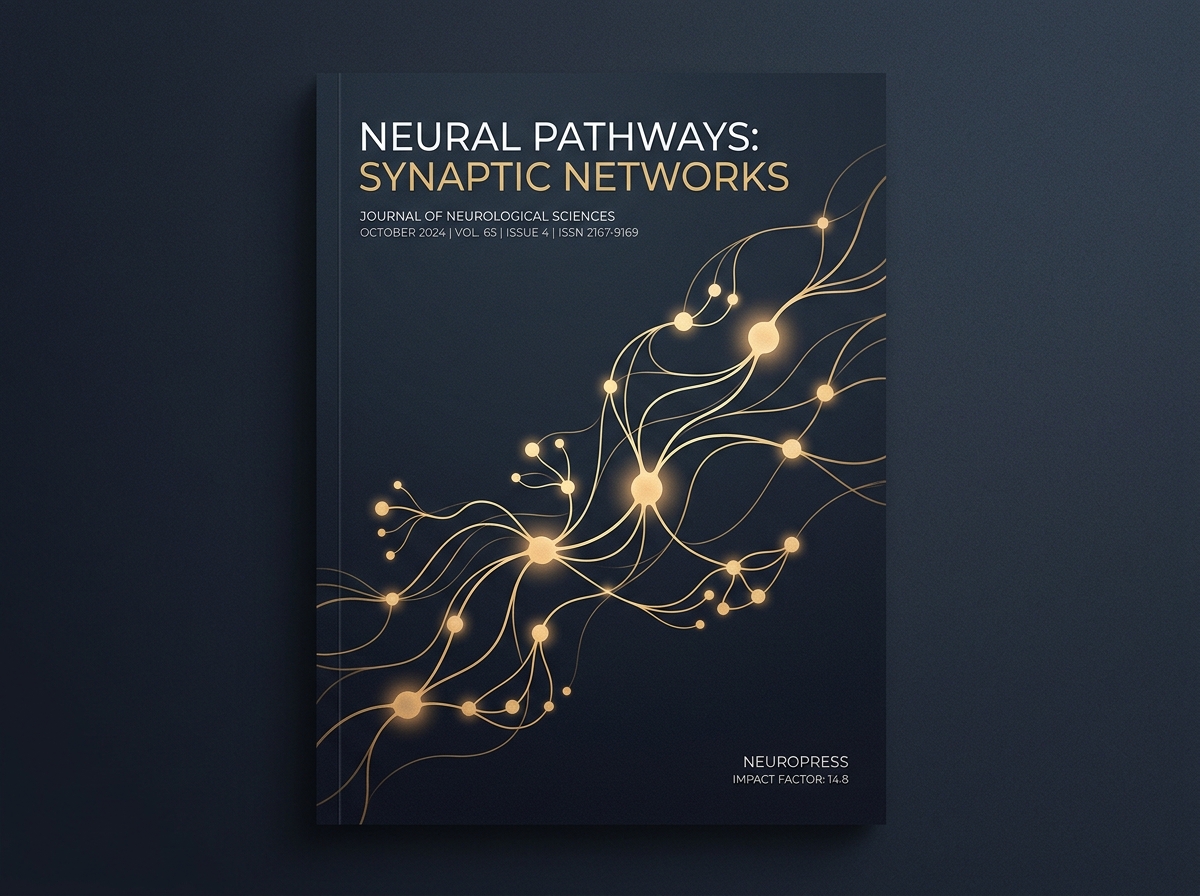 NEURAL PATHWAYS:
SYNAPTIC NETWORKS
JOURNAL OF NEUROLOGICAL SCIENCES
OCTOBER 2024 | VOL. 65 | ISSUE 4 | ISSN 2167-9169
NEUROPRESS
IMPACT FACTOR: 14.8